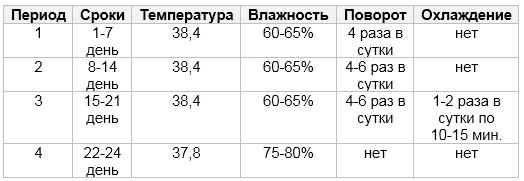 Период Сроки Температура Влажность Поворот Охлаждение
1 1-7 день 38,4 60-65% 4 раза в сутки нет
2 8-14 день 38,4 60-65% 4-6 раз в сутки нет
3 15-21 день 38,4 60-65% 4-6 раз в сутки 1-2 раза в сутки по 10-15 мин.
4 22-24 день 37,8 75-80% нет нет